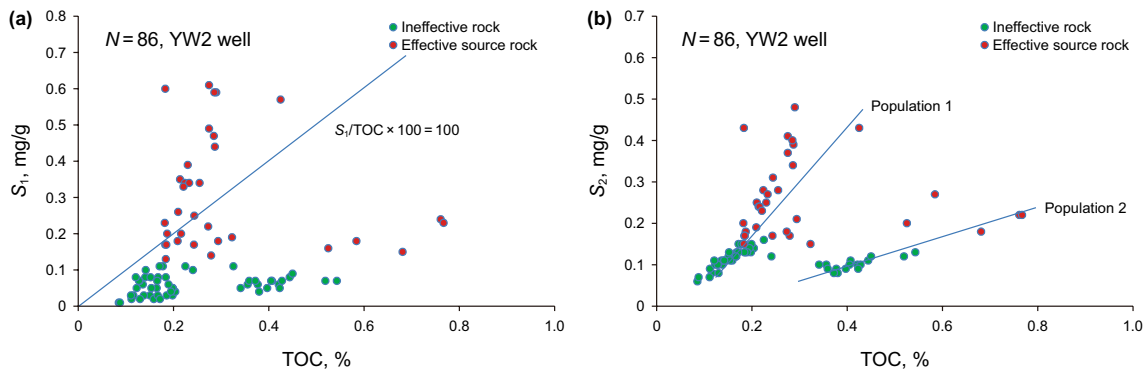 (a)
N = 86, YW2 well
Ineffective rock
Effective source rock
S₁/TOC × 100 = 100
S₁, mg/g
0.8
0.7
0.6
0.5
0.4
0.3
0.2
0.1
0
0
0.2
0.4
0.6
0.8
1.0
TOC, %
(b)
N = 86, YW2 well
Ineffective rock
Effective source rock
Population 1
Population 2
S₂, mg/g
0.7
0.6
0.5
0.4
0.3
0.2
0.1
0
0
0.2
0.4
0.6
0.8
1.0
TOC, %